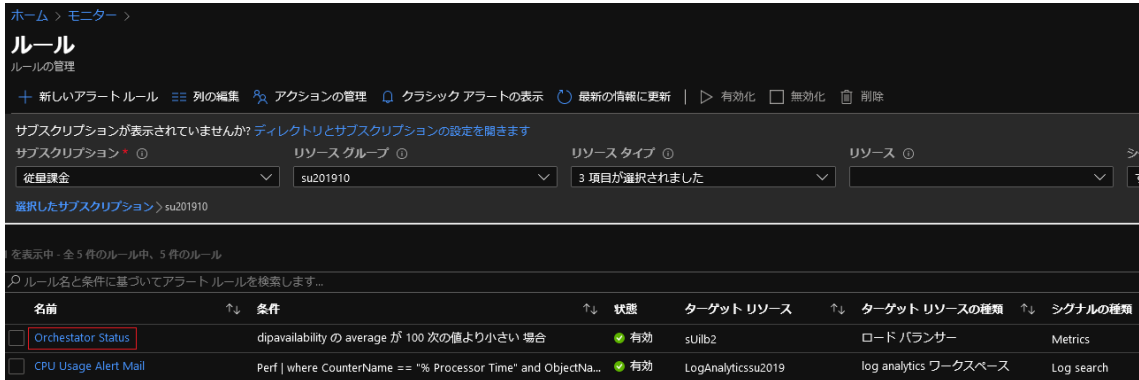 ホーム > モニター >
ルール
ルールの管理
+ 新しいアラート ルール 列の編集 アクションの管理 クラシック アラートの表示 最新の情報に更新 | 有効化 無効化 削除
サブスクリプションが表示されていませんか? ディレクトリとサブスクリプションの設定を開きます
サブスクリプション * リソース グループ リソース タイプ リソース
従量課金 su201910 3 項目が選択されました
選択したサブスクリプション > su201910
を表示中 - 全 5 件のルール中、5 件のルール
ルール名と条件に基づいてアラート ルールを検索します...
名前 ↑↓ 条件 ↑↓ 状態 ターゲット リソース ↑↓ ターゲット リソースの種類 ↑↓ シグナルの種類
Orchestator Status dipavailability の average が 100 次の値より小さい 場合 有効 sUilb2 ロード バランサー Metrics
CPU Usage Alert Mail Perf | where CounterName == "% Processor Time" and ObjectNa... 有効 LogAnalyticssu2019 log analytics ワークスペース Log search